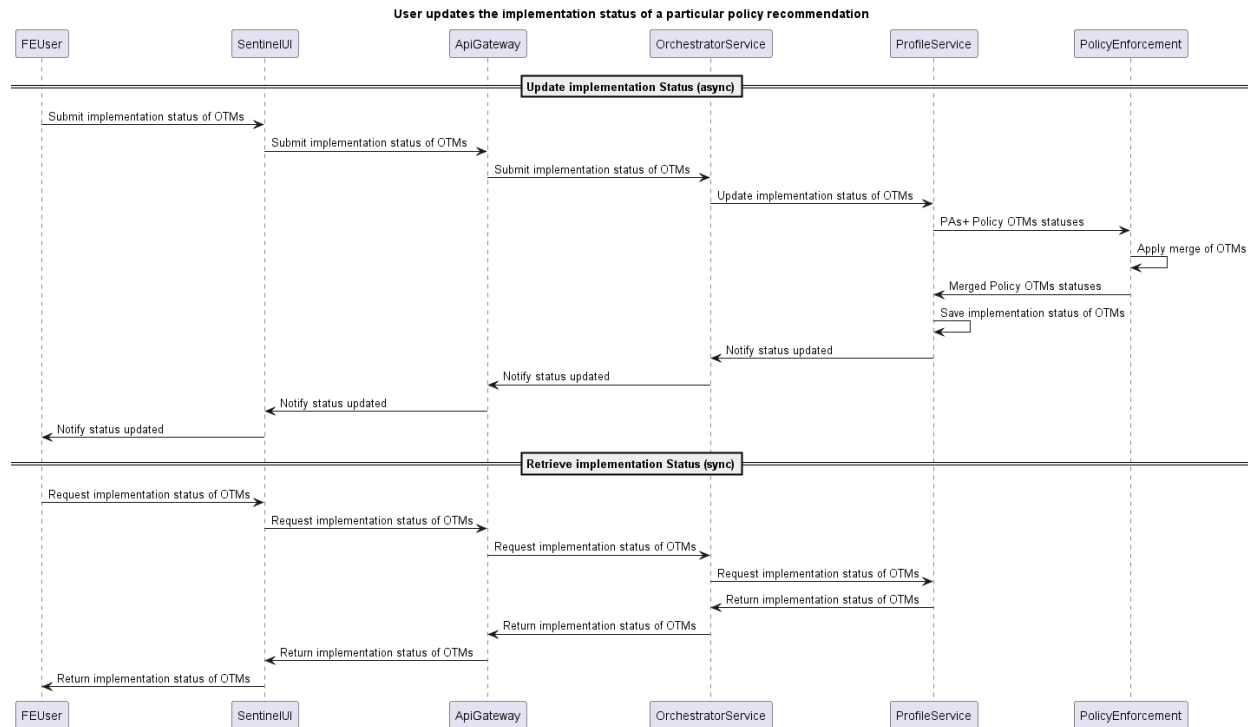 User updates the implementation status of a particular policy recommendation
FEUser SentinelUI ApiGateway OrchestratorService ProfileService PolicyEnforcement
Update implementation Status (async)
Submit implementation status of OTMs
Submit implementation status of OTMs
Submit implementation status of OTMs
Update implementation status of OTMs
PAs+ Policy OTMs statuses
Apply merge of OTMs
Merged Policy OTMs statuses
Save implementation status of OTMs
Notify status updated
Notify status updated
Notify status updated
Notify status updated
Retrieve implementation Status (sync)
Request implementation status of OTMs
Request implementation status of OTMs
Request implementation status of OTMs
Request implementation status of OTMs
Return implementation status of OTMs
Return implementation status of OTMs
Return implementation status of OTMs
Return implementation status of OTMs
FEUser SentinelUI ApiGateway OrchestratorService ProfileService PolicyEnforcement